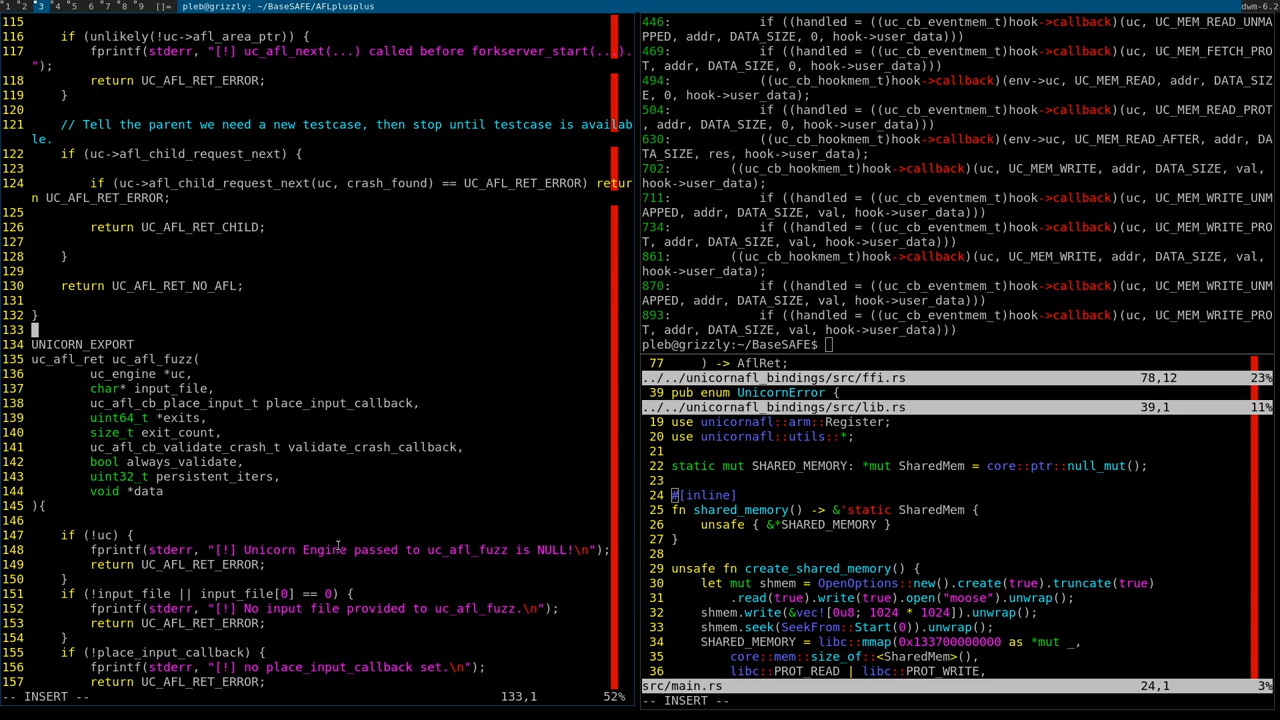 1 2 3 4 5 6 7 8 9 []= pleb@grizzly: ~/BaseSAFE/AFLplusplus dwm-6.2
115
116     if (unlikely(!uc->afl_area_ptr)) {
117         fprintf(stderr, "[!] uc_afl_next(...) called before forkserver_start(...).
");
118         return UC_AFL_RET_ERROR;
119     }
120
121     // Tell the parent we need a new testcase, then stop until testcase is availab
le.
122     if (uc->afl_child_request_next) {
123
124         if (uc->afl_child_request_next(uc, crash_found) == UC_AFL_RET_ERROR) retur
n UC_AFL_RET_ERROR;
125
126         return UC_AFL_RET_CHILD;
127
128     }
129
130     return UC_AFL_RET_NO_AFL;
131
132 }
133
134 UNICORN_EXPORT
135 uc_afl_ret uc_afl_fuzz(
136         uc_engine *uc,
137         char* input_file,
138         uc_afl_cb_place_input_t place_input_callback,
139         uint64_t *exits,
140         size_t exit_count,
141         uc_afl_cb_validate_crash_t validate_crash_callback,
142         bool always_validate,
143         uint32_t persistent_iters,
144         void *data
145 ){
146
147     if (!uc) {
148         fprintf(stderr, "[!] Unicorn Engine passed to uc_afl_fuzz is NULL!\n");
149         return UC_AFL_RET_ERROR;
150     }
151     if (!input_file || input_file[0] == 0) {
152         fprintf(stderr, "[!] No input file provided to uc_afl_fuzz.\n");
153         return UC_AFL_RET_ERROR;
154     }
155     if (!place_input_callback) {
156         fprintf(stderr, "[!] no place_input_callback set.\n");
157         return UC_AFL_RET_ERROR;
-- INSERT -- 133,1 52%
446:            if ((handled = ((uc_cb_eventmem_t)hook->callback)(uc, UC_MEM_READ_UNMA
PPED, addr, DATA_SIZE, 0, hook->user_data)))
469:            if ((handled = ((uc_cb_eventmem_t)hook->callback)(uc, UC_MEM_FETCH_PRO
T, addr, DATA_SIZE, 0, hook->user_data)))
494:            ((uc_cb_hookmem_t)hook->callback)(env->uc, UC_MEM_READ, addr, DATA_SIZ
E, 0, hook->user_data);
504:            if ((handled = ((uc_cb_eventmem_t)hook->callback)(uc, UC_MEM_READ_PROT
, addr, DATA_SIZE, 0, hook->user_data)))
630:            ((uc_cb_hookmem_t)hook->callback)(env->uc, UC_MEM_READ_AFTER, addr, DA
TA_SIZE, res, hook->user_data);
702:        ((uc_cb_hookmem_t)hook->callback)(uc, UC_MEM_WRITE, addr, DATA_SIZE, val,
hook->user_data);
711:            if ((handled = ((uc_cb_eventmem_t)hook->callback)(uc, UC_MEM_WRITE_UNM
APPED, addr, DATA_SIZE, val, hook->user_data)))
734:            if ((handled = ((uc_cb_eventmem_t)hook->callback)(uc, UC_MEM_WRITE_PRO
T, addr, DATA_SIZE, val, hook->user_data)))
861:        ((uc_cb_hookmem_t)hook->callback)(uc, UC_MEM_WRITE, addr, DATA_SIZE, val,
hook->user_data);
870:            if ((handled = ((uc_cb_eventmem_t)hook->callback)(uc, UC_MEM_WRITE_UNM
APPED, addr, DATA_SIZE, val, hook->user_data)))
893:            if ((handled = ((uc_cb_eventmem_t)hook->callback)(uc, UC_MEM_WRITE_PRO
T, addr, DATA_SIZE, val, hook->user_data)))
pleb@grizzly:~/BaseSAFE$
77     ) -> AflRet;
../../unicornafl_bindings/src/ffi.rs 78,12 23%
39 pub enum UnicornError {
../../unicornafl_bindings/src/lib.rs 39,1 11%
19 use unicornafl::arm::Register;
20 use unicornafl::utils::*;
21
22 static mut SHARED_MEMORY: *mut SharedMem = core::ptr::null_mut();
23
24 #[inline]
25 fn shared_memory() -> &'static SharedMem {
26     unsafe { &*SHARED_MEMORY }
27 }
28
29 unsafe fn create_shared_memory() {
30     let mut shmem = OpenOptions::new().create(true).truncate(true)
31         .read(true).write(true).open("moose").unwrap();
32     shmem.write(&vec![0u8; 1024 * 1024]).unwrap();
33     shmem.seek(SeekFrom::Start(0)).unwrap();
34     SHARED_MEMORY = libc::mmap(0x133700000000 as *mut _,
35         core::mem::size_of::<SharedMem>(),
36         libc::PROT_READ | libc::PROT_WRITE,
src/main.rs 24,1 3%
-- INSERT --